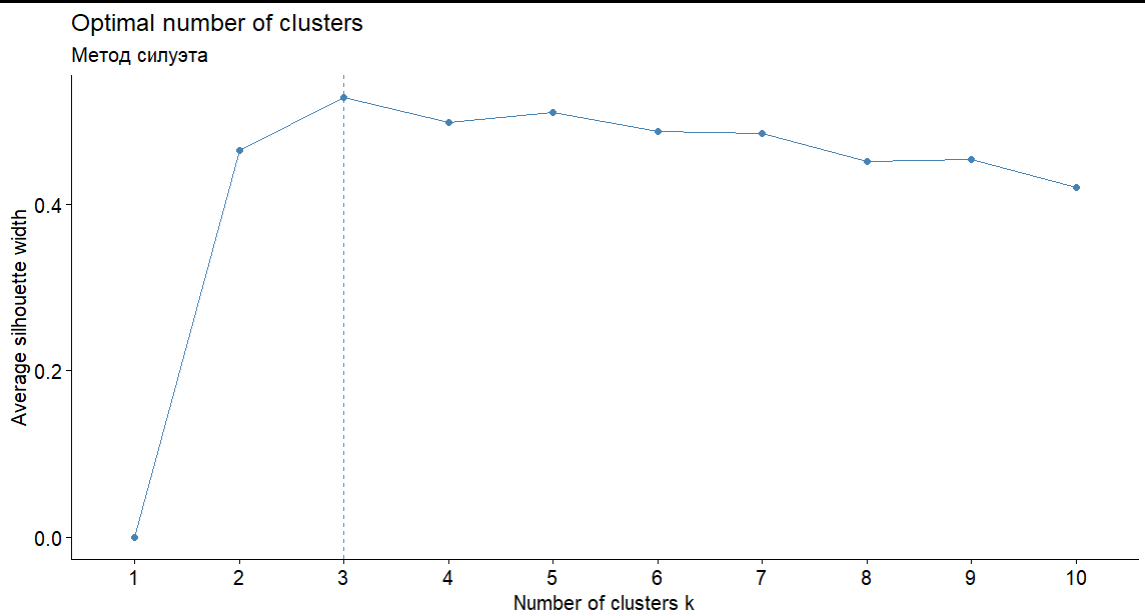 Optimal number of clusters
Метод силуэта
Average silhouette width
0.4
0.2
0.0
1 2 3 4 5 6 7 8 9 10
Number of clusters k